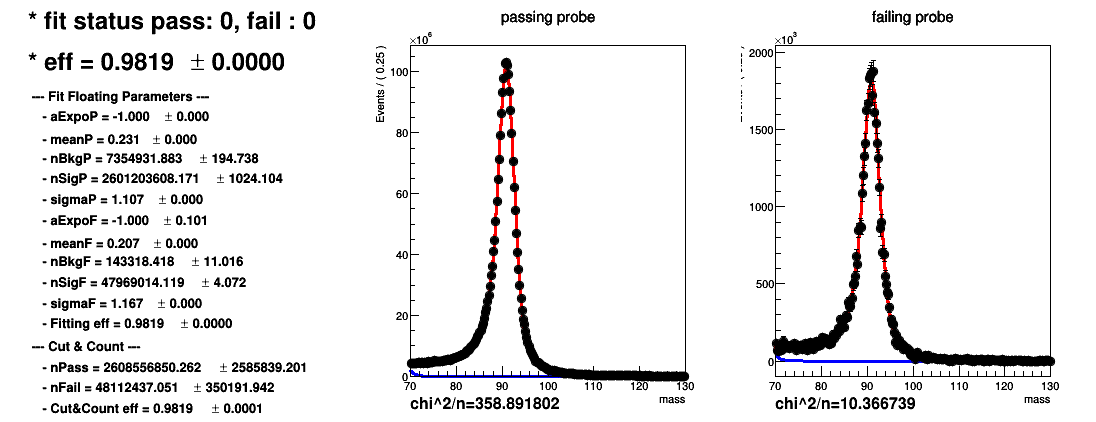 * fit status pass: 0, fail : 0
* eff = 0.9819 ± 0.0000
--- Fit Floating Parameters ---
- aExpoP = -1.000 ± 0.000
- meanP = 0.231 ± 0.000
- nBkgP = 7354931.883 ± 194.738
- nSigP = 2601203608.171 ± 1024.104
- sigmaP = 1.107 ± 0.000
- aExpoF = -1.000 ± 0.101
- meanF = 0.207 ± 0.000
- nBkgF = 143318.418 ± 11.016
- nSigF = 47969014.119 ± 4.072
- sigmaF = 1.167 ± 0.000
- Fitting eff = 0.9819 ± 0.0000
--- Cut & Count ---
- nPass = 2608556850.262 ± 2585839.201
- nFail = 48112437.051 ± 350191.942
- Cut&Count eff = 0.9819 ± 0.0001
passing probe
×10^6
Events / ( 0.25 )
100
80
60
40
20
0
70 80 90 100 110 120 130
mass
chi^2/n=358.891802
failing probe
×10^3
2000
1500
1000
500
0
70 80 90 100 110 120 130
mass
chi^2/n=10.366739